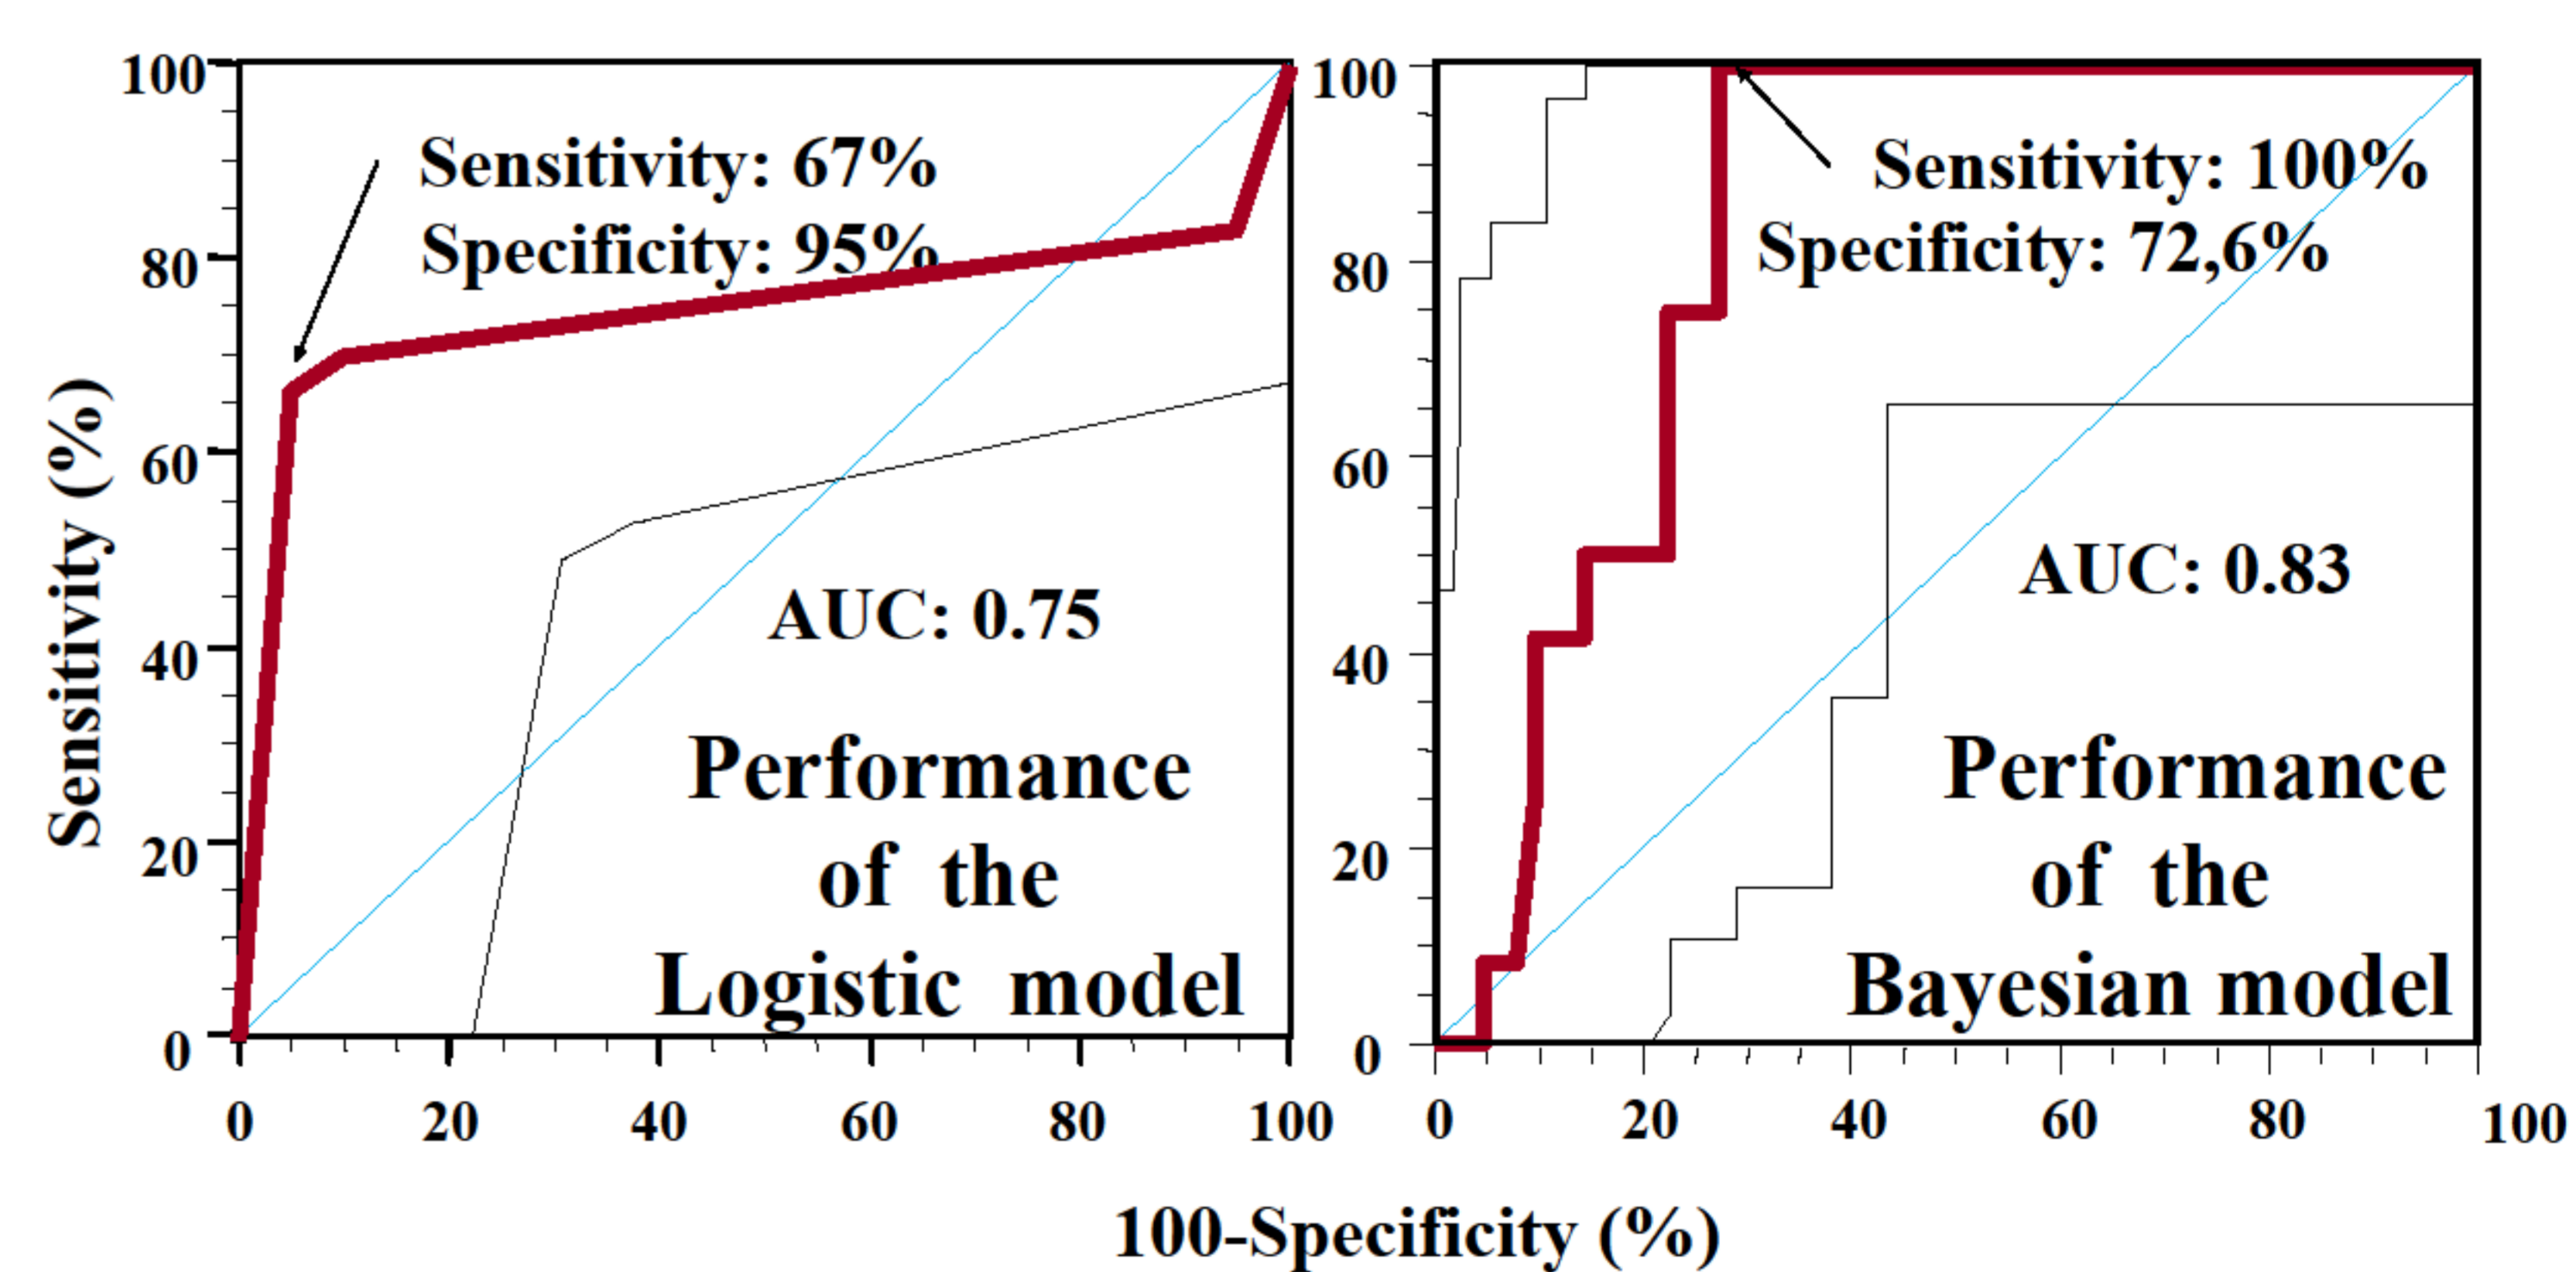 Sensitivity (%)
100
80
60
40
20
0
Sensitivity: 67%
Specificity: 95%
AUC: 0.75
Performance
of the
Logistic model
0 20 40 60 80 100
100
80
60
40
20
0
Sensitivity: 100%
Specificity: 72,6%
AUC: 0.83
Performance
of the
Bayesian model
0 20 40 60 80 100
100-Specificity (%)